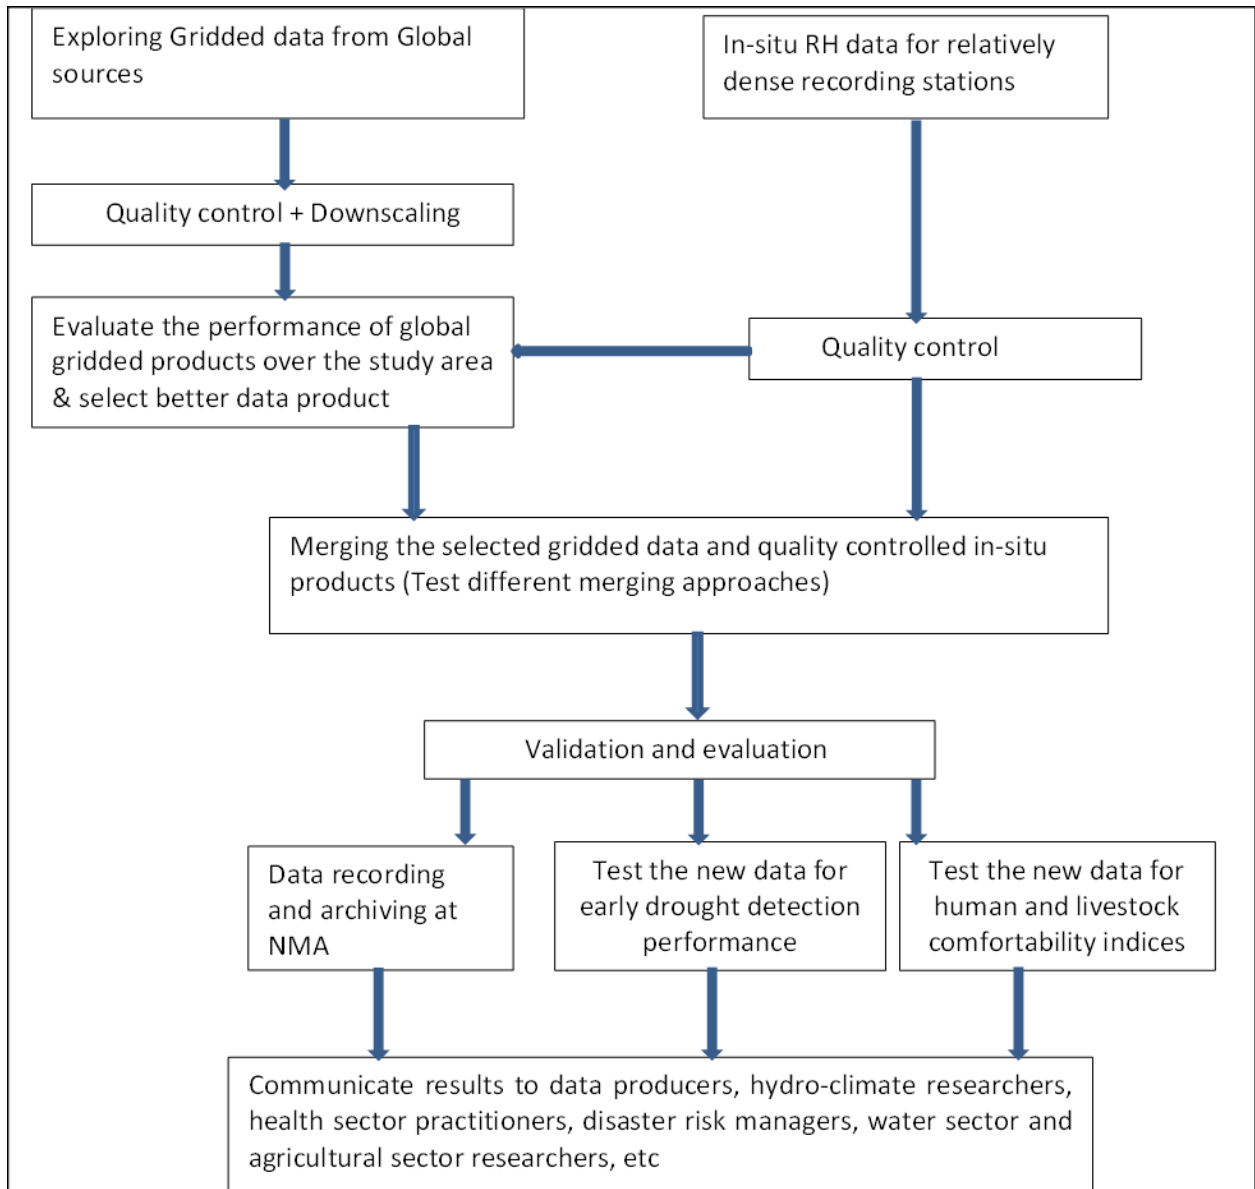 Exploring Gridded data from Global
sources
In-situ RH data for relatively
dense recording stations
Quality control + Downscaling
Evaluate the performance of global
gridded products over the study area
& select better data product
Quality control
Merging the selected gridded data and quality controlled in-situ
products (Test different merging approaches)
Validation and evaluation
Data recording
and archiving at
NMA
Test the new data for
early drought detection
performance
Test the new data for
human and livestock
comfortability indices
Communicate results to data producers, hydro-climate researchers,
health sector practitioners, disaster risk managers, water sector and
agricultural sector researchers, etc